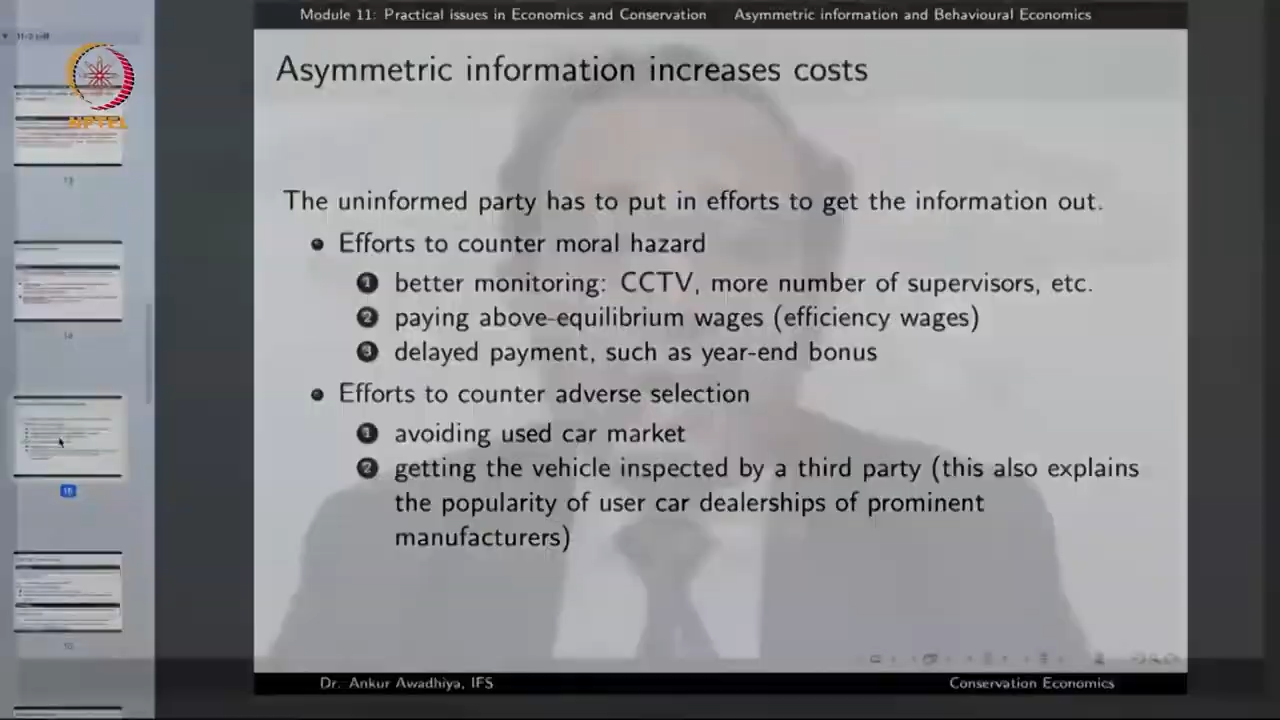 Module 11: Practical issues in Economics and Conservation Asymmetric information and Behavioural Economics
NPTEL
Asymmetric information increases costs
The uninformed party has to put in efforts to get the information out.
• Efforts to counter moral hazard
1 better monitoring: CCTV, more number of supervisors, etc.
2 paying above-equilibrium wages (efficiency wages)
3 delayed payment, such as year-end bonus
• Efforts to counter adverse selection
1 avoiding used car market
2 getting the vehicle inspected by a third party (this also explains
the popularity of user car dealerships of prominent
manufacturers)
13
14
15
16
Dr. Ankur Awadhiya, IFS Conservation Economics